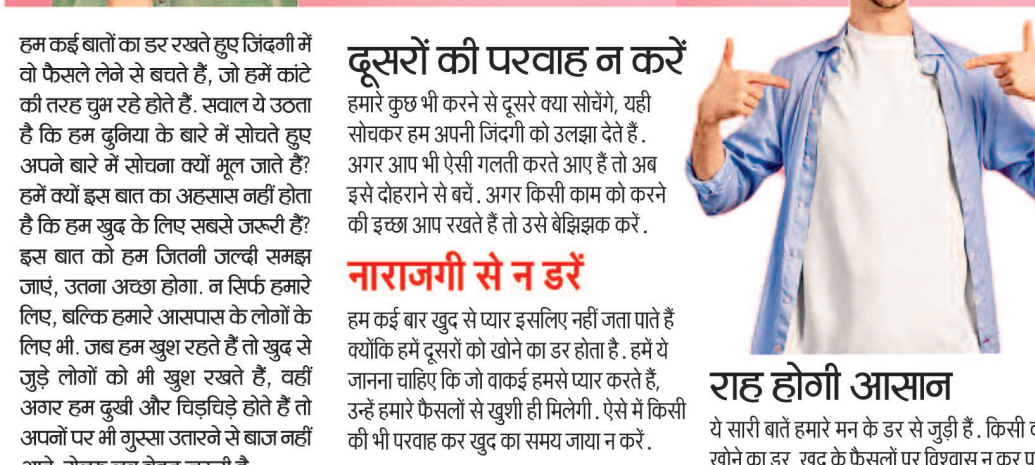 हम कई बातों का डर रखते हुए जिंदगी में
वो फैसले लेने से बचते हैं, जो हमें कांटे
की तरह चुभ रहे होते हैं. सवाल ये उठता
है कि हम दुनिया के बारे में सोचते हुए
अपने बारे में सोचना क्यों भूल जाते हैं?
हमें क्यों इस बात का अहसास नहीं होता
है कि हम खुद के लिए सबसे जरूरी हैं?
इस बात को हम जितनी जल्दी समझ
जाएं, उतना अच्छा होगा. न सिर्फ हमारे
लिए, बल्कि हमारे आसपास के लोगों के
लिए भी. जब हम खुश रहते हैं तो खुद से
जुड़े लोगों को भी खुश रखते हैं, वहीं
अगर हम दुखी और चिड़चिड़े होते हैं तो
अपनों पर भी गुस्सा उतारने से बाज नहीं
दूसरों की परवाह न करें
हमारे कुछ भी करने से दूसरे क्या सोचेंगे, यही
सोचकर हम अपनी जिंदगी को उलझा देते हैं.
अगर आप भी ऐसी गलती करते आए हैं तो अब
इसे दोहराने से बचें. अगर किसी काम को करने
की इच्छा आप रखते हैं तो उसे बेझिझक करें.
नाराजगी से न डरें
हम कई बार खुद से प्यार इसलिए नहीं जता पाते हैं
क्योंकि हमें दूसरों को खोने का डर होता है. हमें ये
जानना चाहिए कि जो वाकई हमसे प्यार करते हैं,
उन्हें हमारे फैसलों से खुशी ही मिलेगी. ऐसे में किसी
की भी परवाह कर खुद का समय जाया न करें.
राह होगी आसान
ये सारी बातें हमारे मन के डर से जुड़ी हैं. किसी
खोने का डर, खुद के फैसलों पर विश्वास न कर